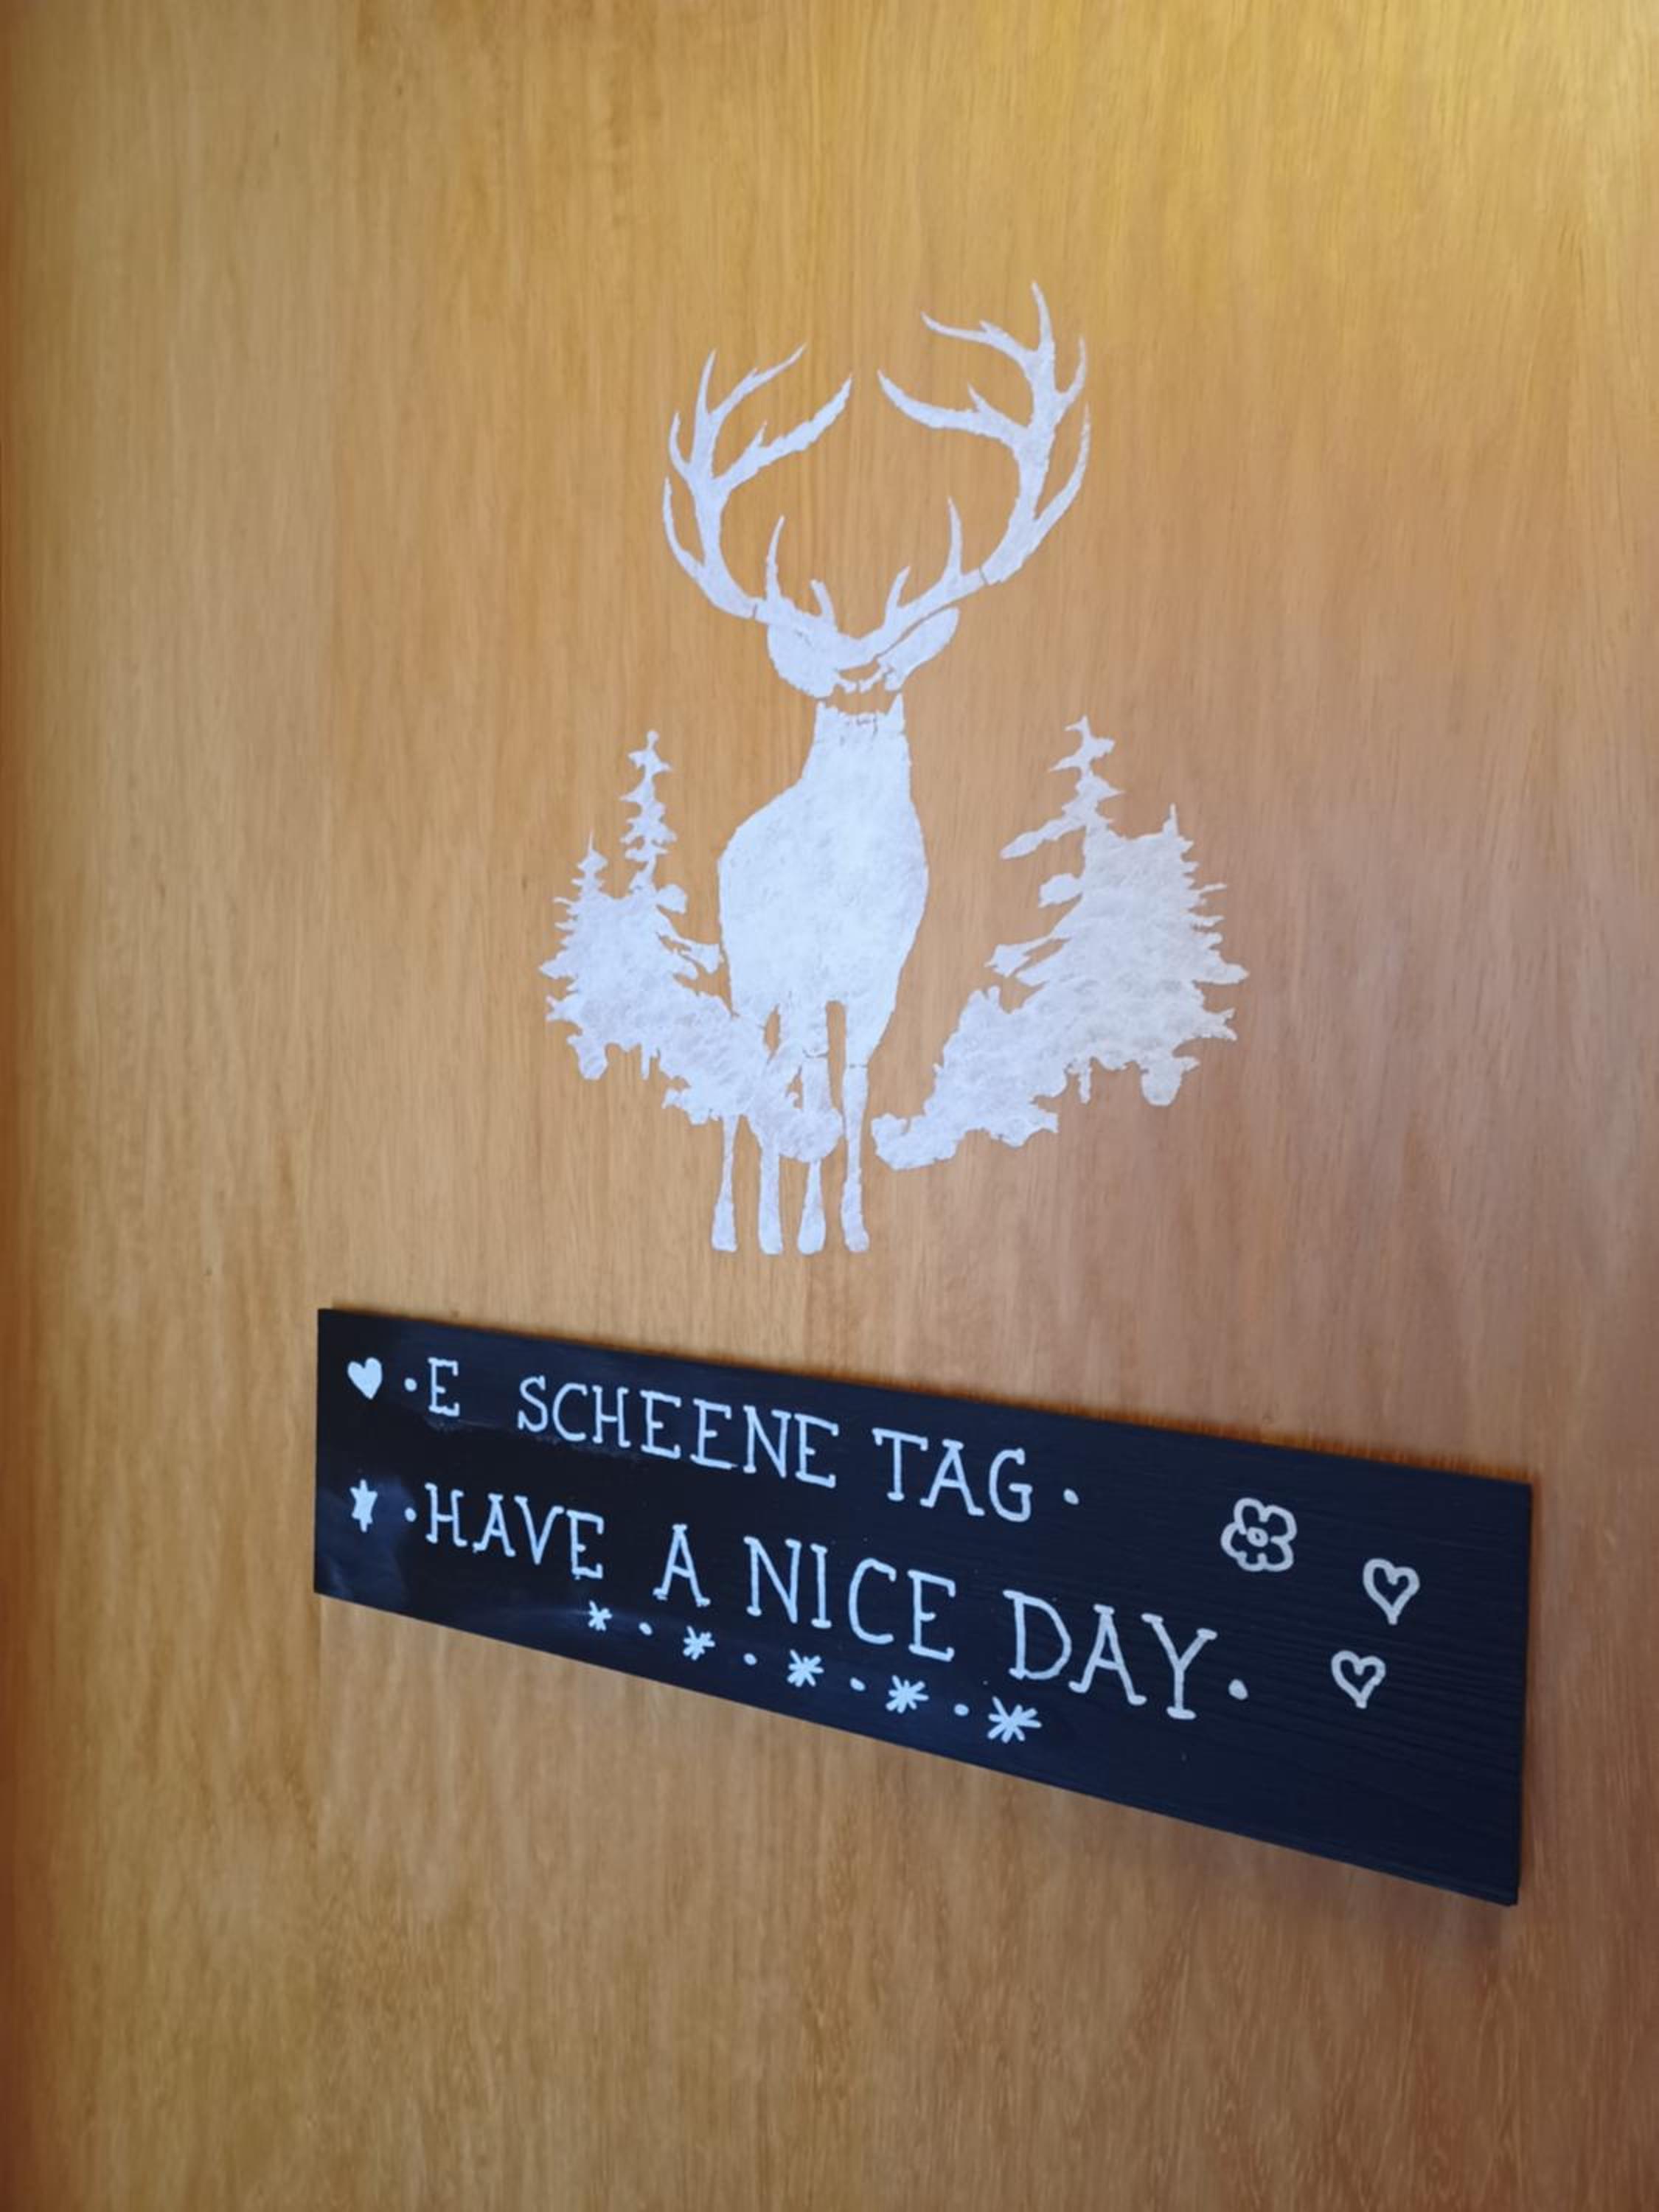 ·E SCHEENE TAG·
·HAVE A NICE DAY·